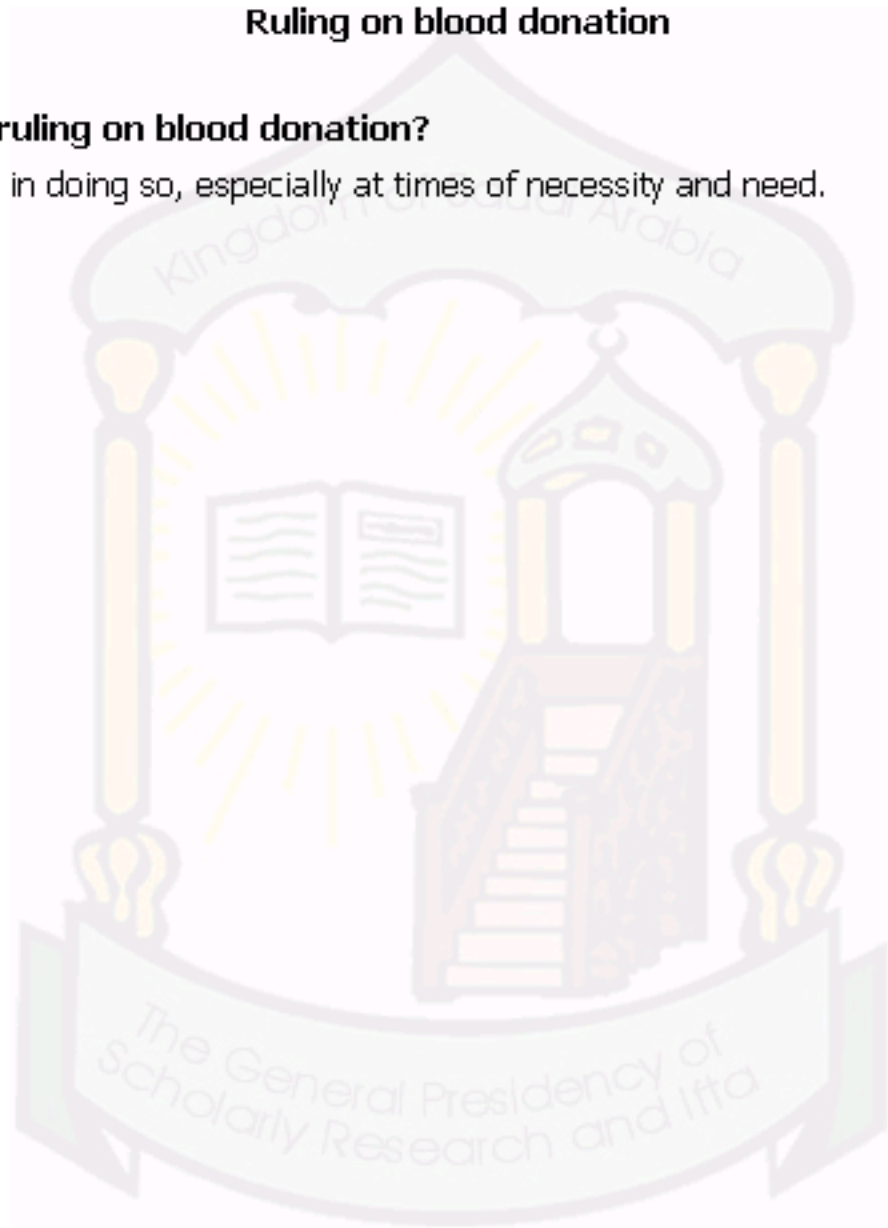 Ruling on blood donation
ruling on blood donation?
in doing so, especially at times of necessity and need.
Kingdom of Saudi Arabia
The General Presidency of
Scholarly Research and Ifta